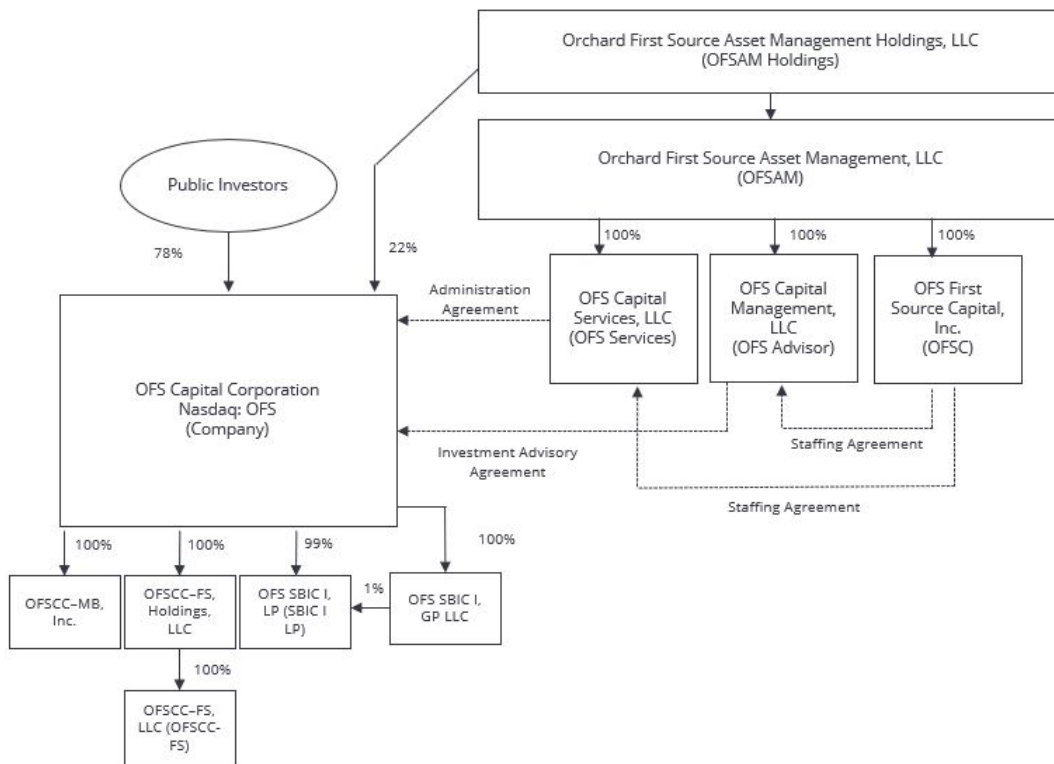 Orchard First Source Asset Management Holdings, LLC
(OFSAM Holdings)
Orchard First Source Asset Management, LLC
(OFSAM)
Public Investors
78%
22%
100%
100%
100%
OFS Capital
Services, LLC
(OFS Services)
OFS Capital
Management,
LLC
(OFS Advisor)
OFS First
Source Capital,
Inc.
(OFSC)
Administration
Agreement
OFS Capital Corporation
Nasdaq: OFS
(Company)
Investment Advisory
Agreement
Staffing Agreement
Staffing Agreement
100%
100%
99%
100%
OFSCC–MB,
Inc.
OFSCC–FS,
Holdings,
LLC
OFS SBIC I,
LP (SBIC I
LP)
1%
OFS SBIC I,
GP LLC
100%
OFSCC–FS,
LLC (OFSCC-
FS)